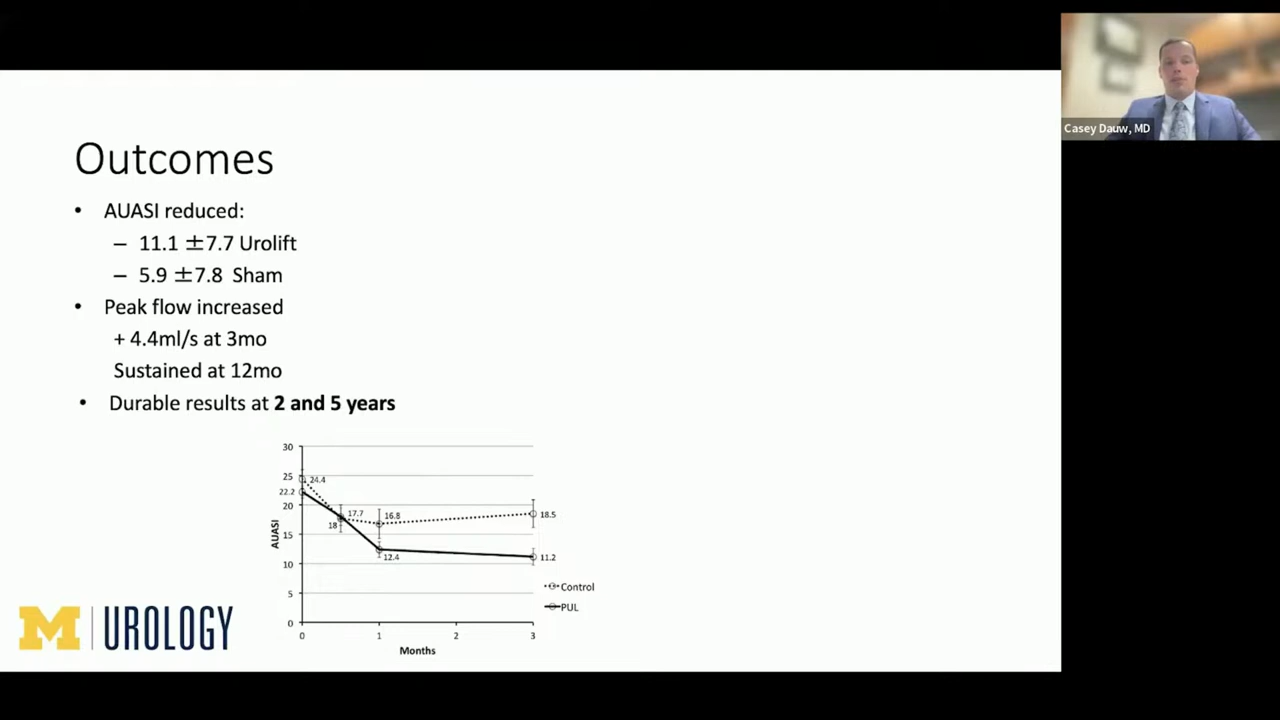 Casey Dauw, MD
Outcomes
• AUASI reduced:
– 11.1 ±7.7 Urolift
– 5.9 ±7.8 Sham
• Peak flow increased
+ 4.4ml/s at 3mo
Sustained at 12mo
• Durable results at 2 and 5 years
30
25
20
15
10
5
0
AUASI
24.4
22.2
17.7
18
16.8
12.4
18.5
11.2
0 1 2 3
Months
Control
PUL
M UROLOGY